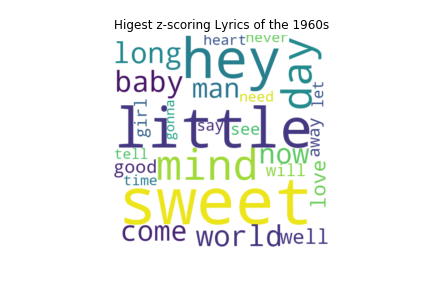 Higest z-scoring Lyrics of the 1960s
heart never
long hey day
baby man need let
girl gonna little
say see away
tell mind now
good will love
time sweet
come world well